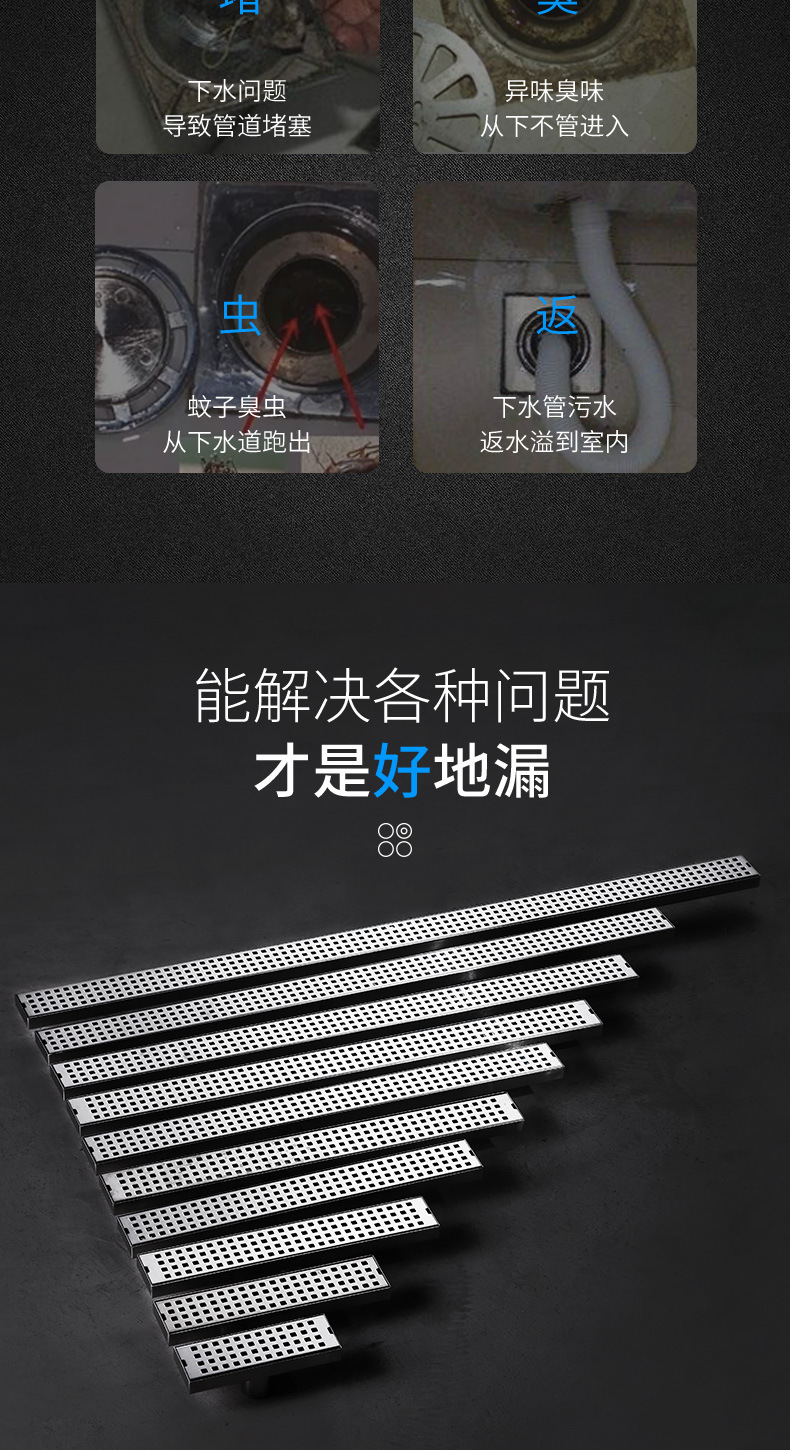 堵
臭
下水问题
导致管道堵塞
异味臭味
从下不管进入
虫
返
蚊子臭虫
从下水道跑出
下水管污水
返水溢到室内
能解决各种问题
才是好地漏